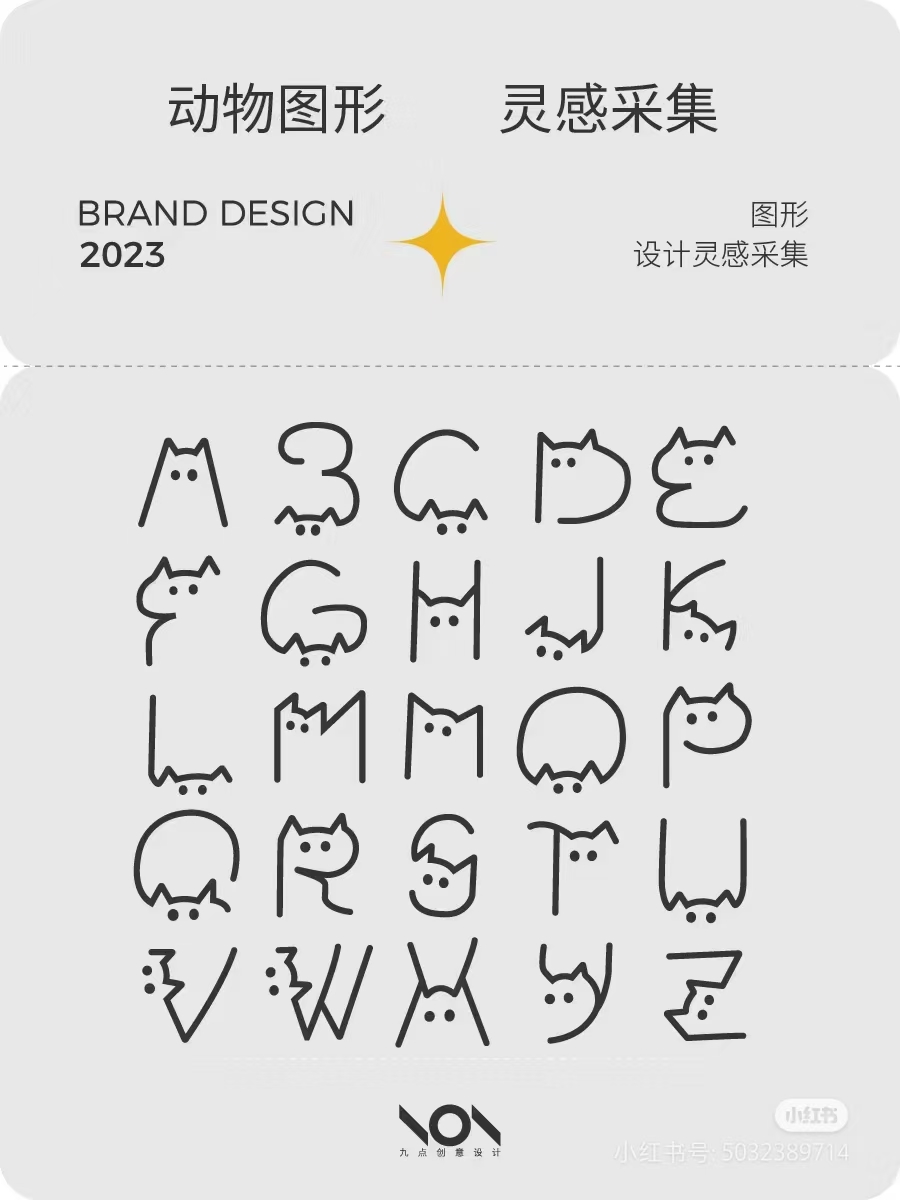 动物图形 灵感采集
BRAND DESIGN
2023
图形
设计灵感采集
A B C D E
F G H J K
L M M O P
Q R S T U
V W X Y Z
NON
九点创意设计
小红书
小红书号: 5032389714